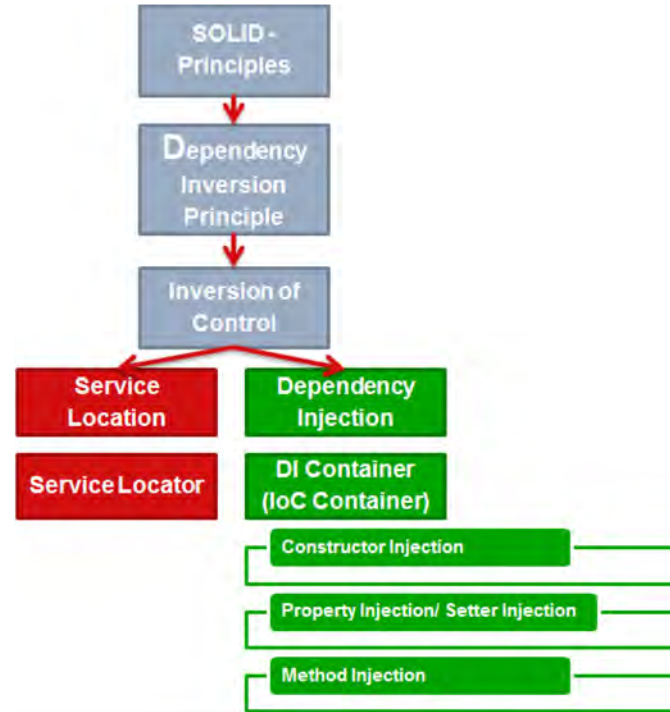 SOLID -
Principles
Dependency
Inversion
Principle
Inversion of
Control
Service
Location
Dependency
Injection
Service Locator
DI Container
(IoC Container)
Constructor Injection
Property Injection/ Setter Injection
Method Injection